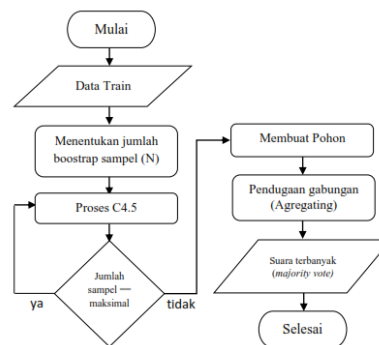 Mulai
Data Train
Menentukan jumlah
boostrap sampel (N)
Proses C4.5
Jumlah
sampel —
maksimal
ya
tidak
Membuat Pohon
Pendugaan gabungan
(Agregating)
Suara terbanyak
(majority vote)
Selesai